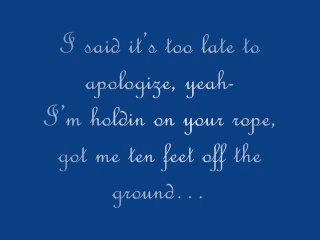 I said it's too late to
apologize, yeah-
I'm holdin on your rope,
got me ten feet off the
ground...